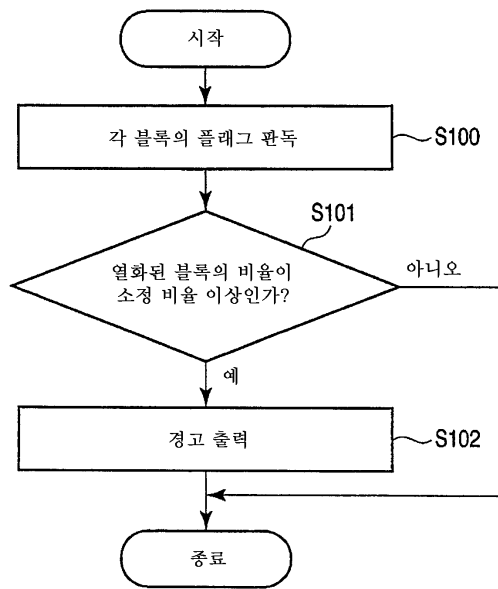 시작
각 블록의 플래그 판독
S100
S101
열화된 블록의 비율이
소정 비율 이상인가?
아니오
예
경고 출력
S102
종료